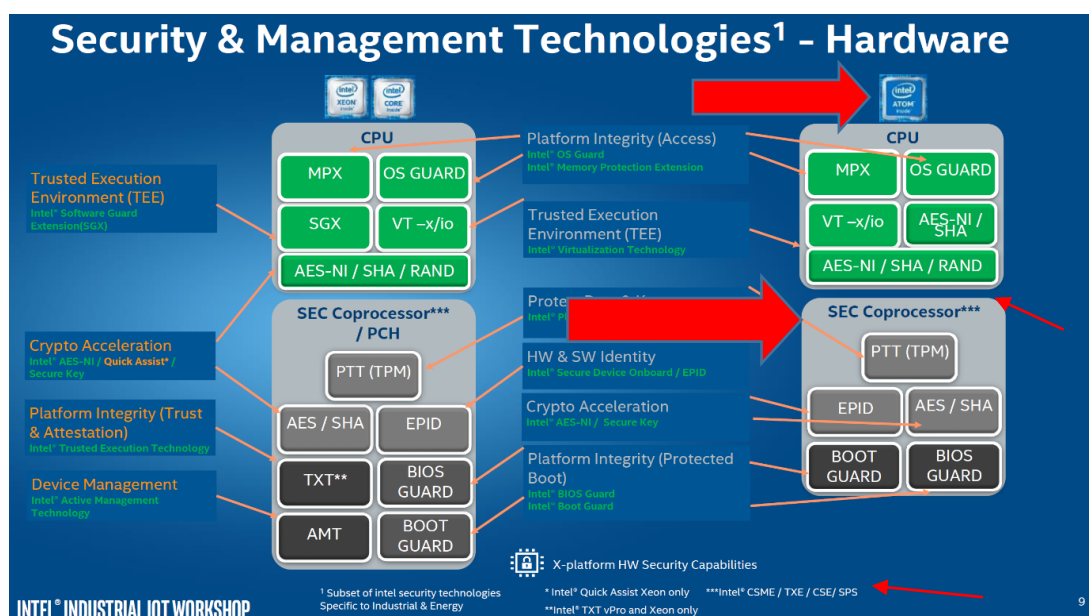 Security & Management Technologies¹ - Hardware
intel
XEON
inside
intel
CORE
inside
intel
ATOM
inside
CPU
MPX
OS GUARD
SGX
VT –x/io
AES-NI / SHA / RAND
SEC Coprocessor***
/ PCH
PTT (TPM)
AES / SHA
EPID
TXT**
BIOS
GUARD
AMT
BOOT
GUARD
Trusted Execution
Environment (TEE)
Intel® Software Guard
Extension(SGX)
Crypto Acceleration
Intel® AES-NI / Quick Assist* /
Secure Key
Platform Integrity (Trust
& Attestation)
Intel® Trusted Execution Technology
Device Management
Intel® Active Management
Technology
Platform Integrity (Access)
Intel® OS Guard
Intel® Memory Protection Extension
Trusted Execution
Environment (TEE)
Intel® Virtualization Technology
HW & SW Identity
Intel® Secure Device Onboard / EPID
Crypto Acceleration
Intel® AES-NI / Secure Key
Platform Integrity (Protected
Boot)
Intel® BIOS Guard
Intel® Boot Guard
CPU
MPX
OS GUARD
VT –x/io
AES-NI /
SHA
AES-NI / SHA / RAND
SEC Coprocessor***
PTT (TPM)
EPID
AES / SHA
BOOT
GUARD
BIOS
GUARD
X-platform HW Security Capabilities
¹ Subset of intel security technologies
Specific to Industrial & Energy
* Intel® Quick Assist Xeon only
***Intel® CSME / TXE / CSE/ SPS
**Intel® TXT vPro and Xeon only
INTEL® INDUSTRIAL IOT WORKSHOP
9